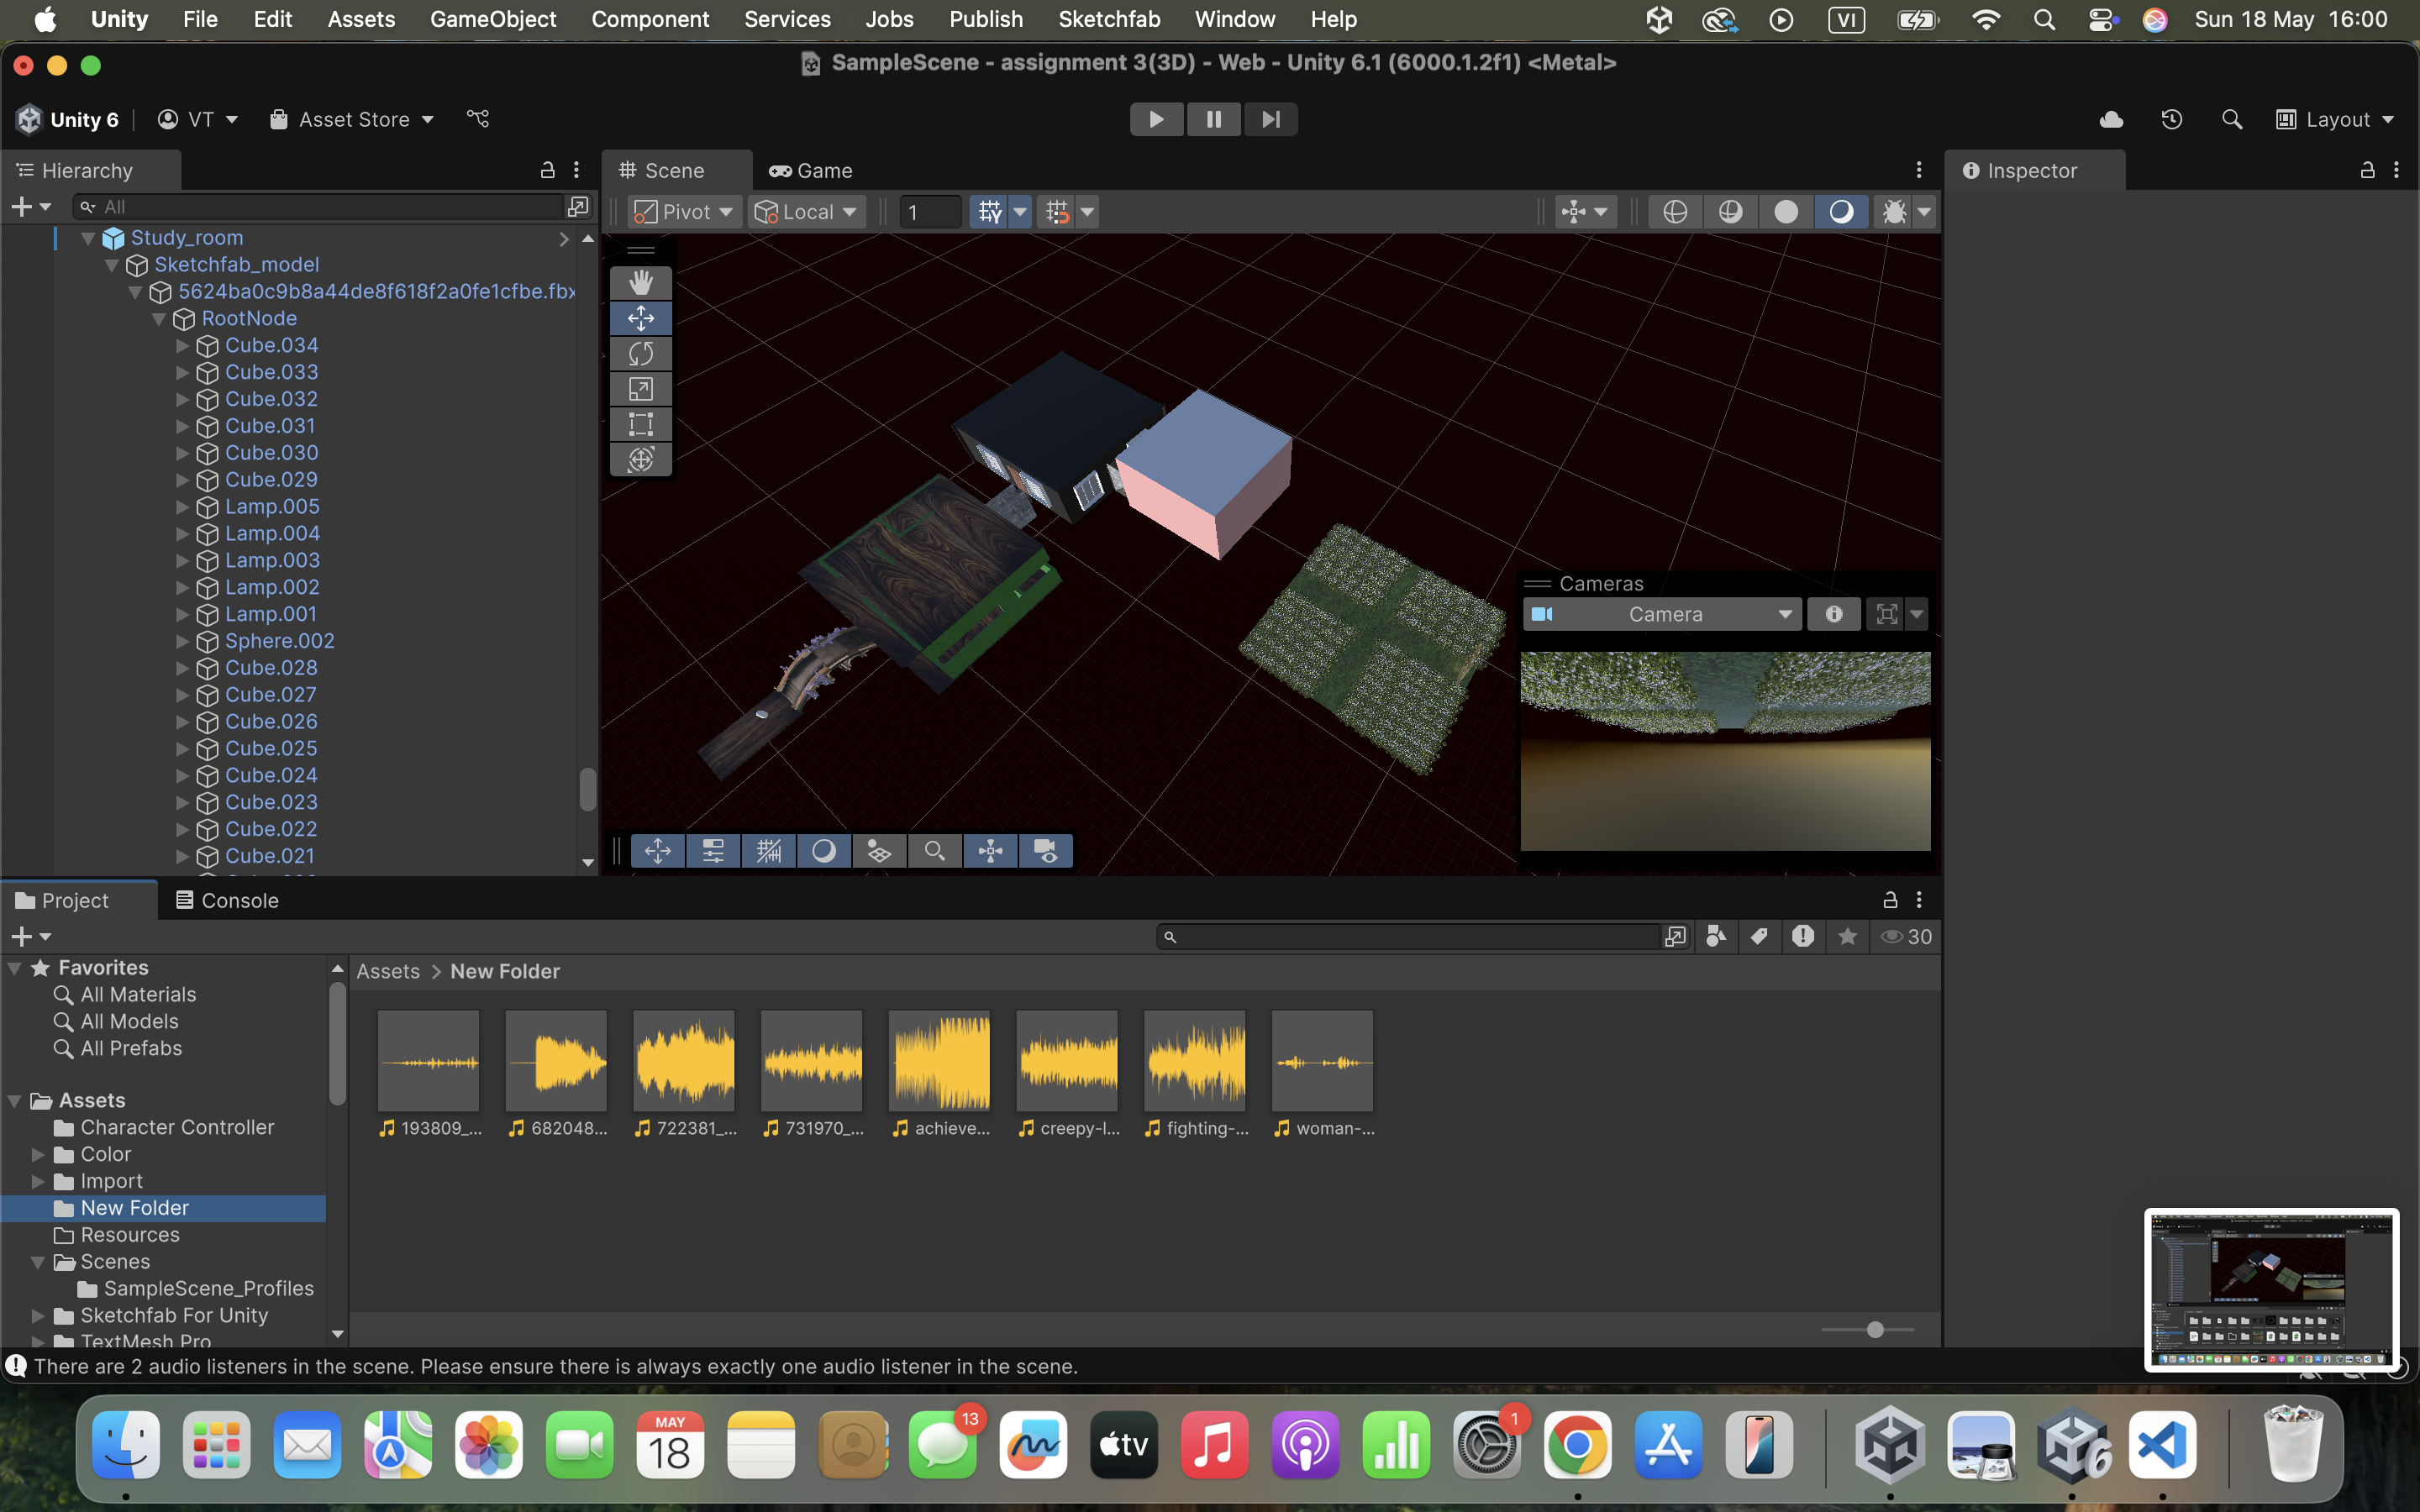 Unity File Edit Assets GameObject Component Services Jobs Publish Sketchfab Window Help VI Sun 18 May 16:00
SampleScene - assignment 3(3D) - Web - Unity 6.1 (6000.1.2f1) <Metal>
Unity 6 VT Asset Store Layout
Hierarchy
All
Study_room
Sketchfab_model
5624ba0c9b8a44de8f618f2a0fe1cfbe.fbx
RootNode
Cube.034
Cube.033
Cube.032
Cube.031
Cube.030
Cube.029
Lamp.005
Lamp.004
Lamp.003
Lamp.002
Lamp.001
Sphere.002
Cube.028
Cube.027
Cube.026
Cube.025
Cube.024
Cube.023
Cube.022
Cube.021
Scene Game
Pivot Local 1
Cameras
Camera
Inspector
Project Console
30
Favorites
All Materials
All Models
All Prefabs
Assets
Character Controller
Color
Import
New Folder
Resources
Scenes
SampleScene_Profiles
Sketchfab For Unity
TextMesh Pro
Assets > New Folder
193809_... 682048... 722381_... 731970_... achieve... creepy-l... fighting-... woman-...
There are 2 audio listeners in the scene. Please ensure there is always exactly one audio listener in the scene.
MAY
18
13
tv
1
6